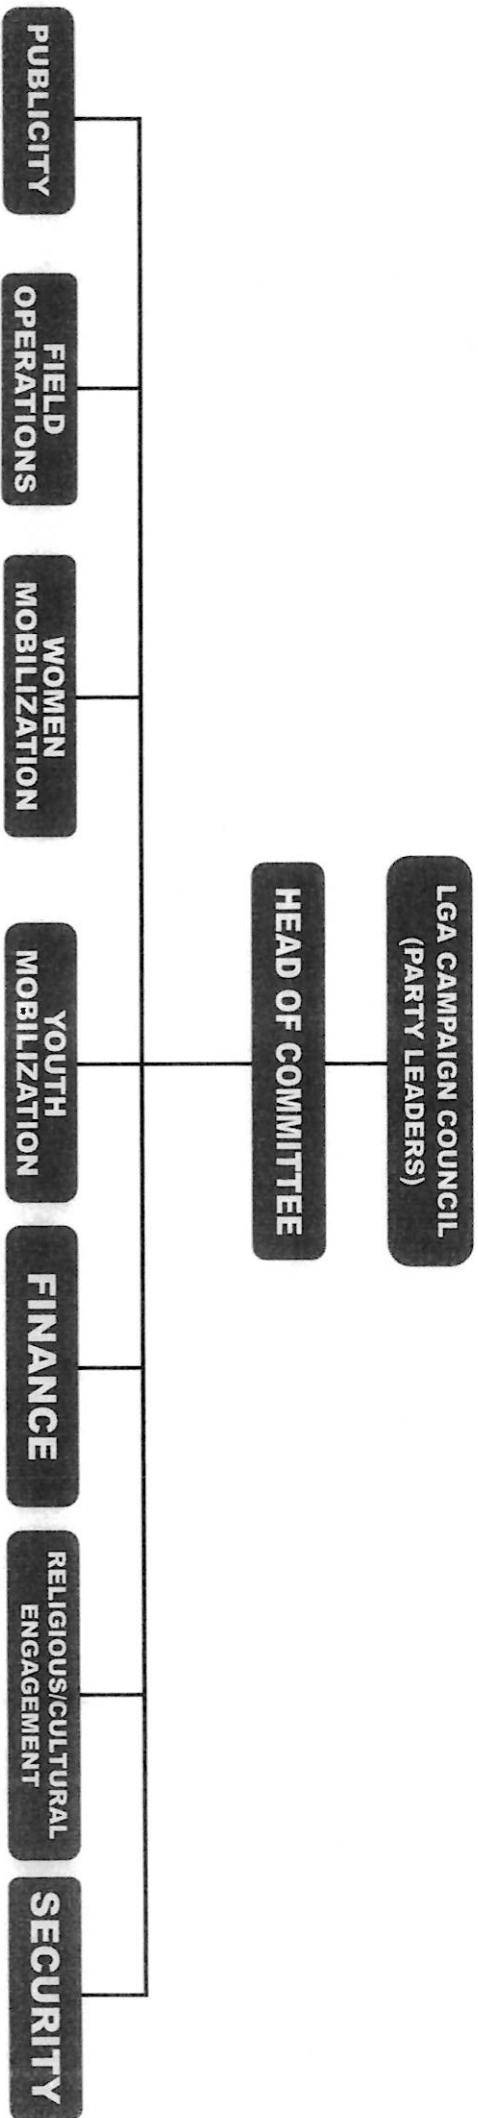 LGA CAMPAIGN COUNCIL
(PARTY LEADERS)
HEAD OF COMMITTEE
PUBLICITY
FIELD
OPERATIONS
WOMEN
MOBILIZATION
YOUTH
MOBILIZATION
FINANCE
RELIGIOUS/CULTURAL
ENGAGEMENT
SECURITY